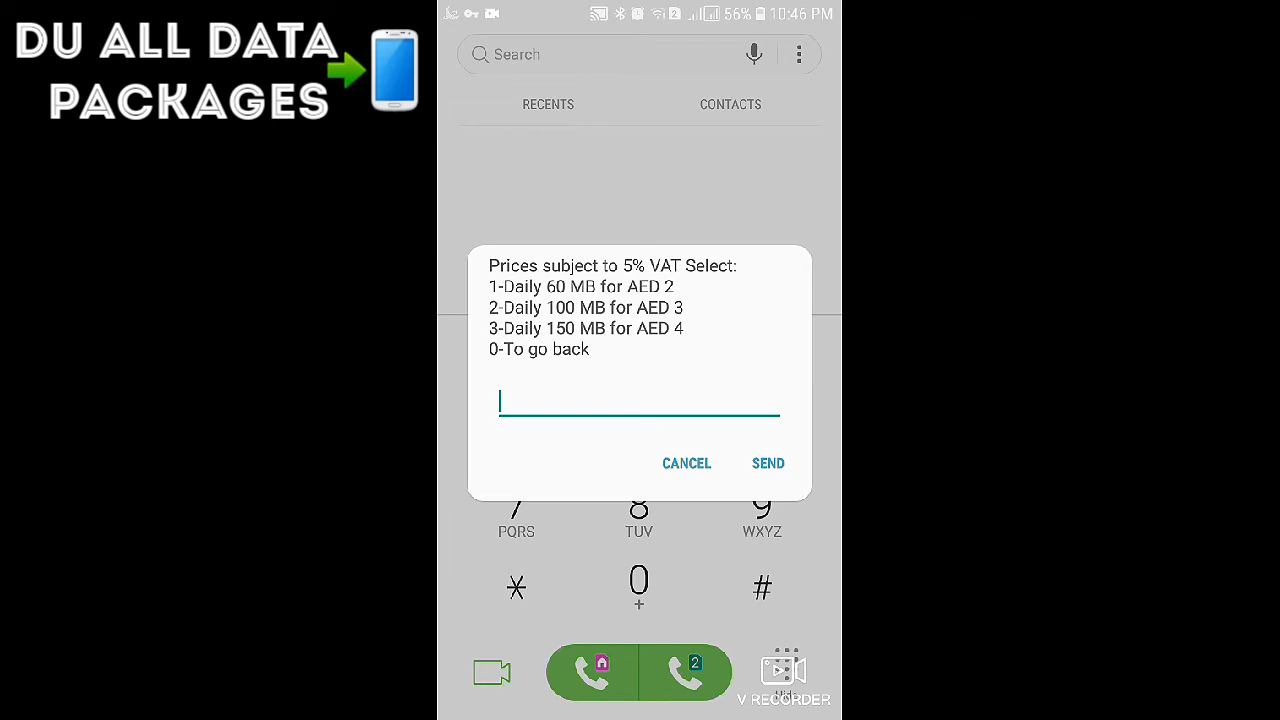 DU ALL DATA
PACKAGES
2
56%
10:46 PM
Search
RECENTS
CONTACTS
Prices subject to 5% VAT Select:
1-Daily 60 MB for AED 2
2-Daily 100 MB for AED 3
3-Daily 150 MB for AED 4
0-To go back
CANCEL
SEND
7
8
9
PQRS
TUV
WXYZ
*
0
#
+
2
V RECORDER